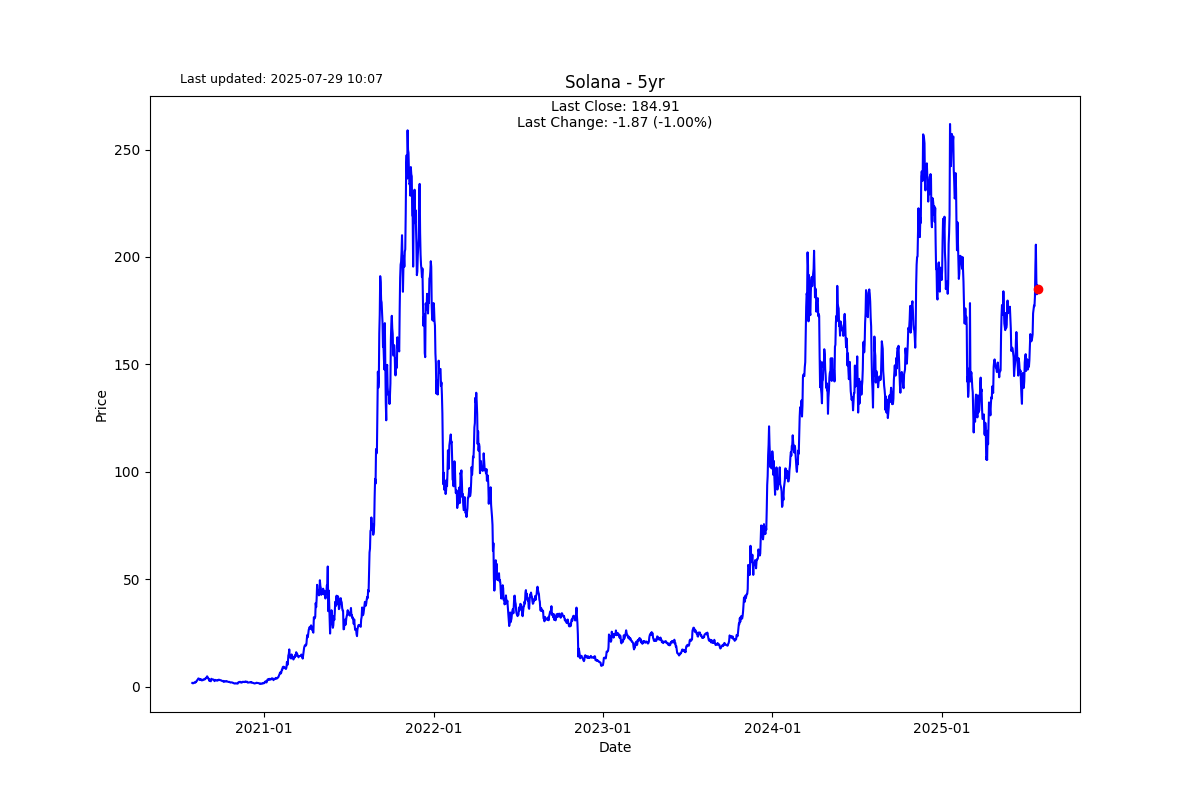 Last updated: 2025-07-29 10:07
Solana - 5yr
Last Close: 184.91
Last Change: -1.87 (-1.00%)
250
200
150
100
50
0
Price
2021-01
2022-01
2023-01
2024-01
2025-01
Date